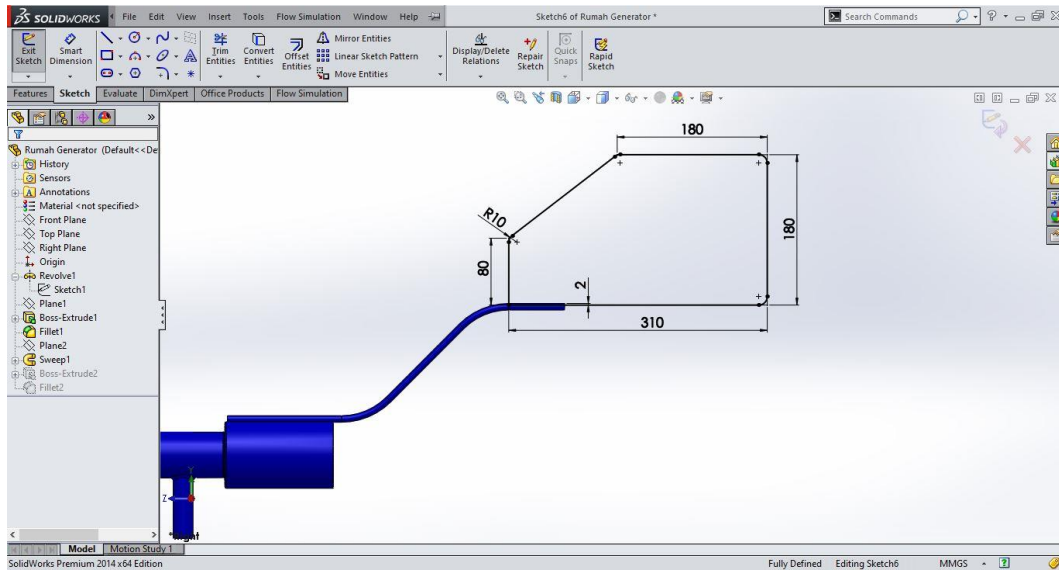 SOLIDWORKS File Edit View Insert Tools Flow Simulation Window Help Sketch6 of Rumah Generator * Search Commands
Exit Sketch
Smart Dimension
Trim Entities
Convert Entities
Offset Entities
Mirror Entities
Linear Sketch Pattern
Move Entities
Display/Delete Relations
Repair Sketch
Quick Snaps
Rapid Sketch
Features Sketch Evaluate DimXpert Office Products Flow Simulation
Rumah Generator (Default<<De
History
Sensors
Annotations
Material <not specified>
Front Plane
Top Plane
Right Plane
Origin
Revolve1
Sketch1
Plane1
Boss-Extrude1
Fillet1
Plane2
Sweep1
Boss-Extrude2
Fillet2
180
R10
80
180
2
310
Y
Z
*Right
Model Motion Study 1
SolidWorks Premium 2014 x64 Edition Fully Defined Editing Sketch6 MMGS